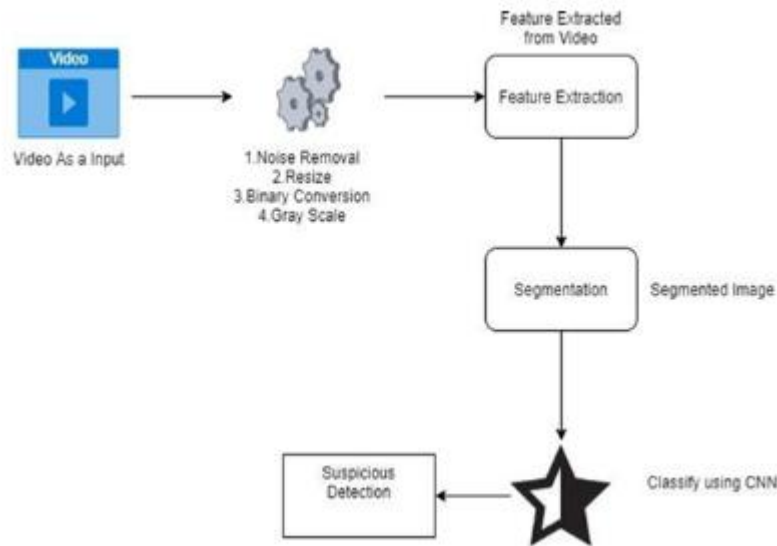 Video
Video As a Input
1.Noise Removal
2.Resize
3.Binary Conversion
4.Gray Scale
Feature Extracted
from Video
Feature Extraction
Segmentation
Segmented Image
Classify using CNN
Suspicious
Detection